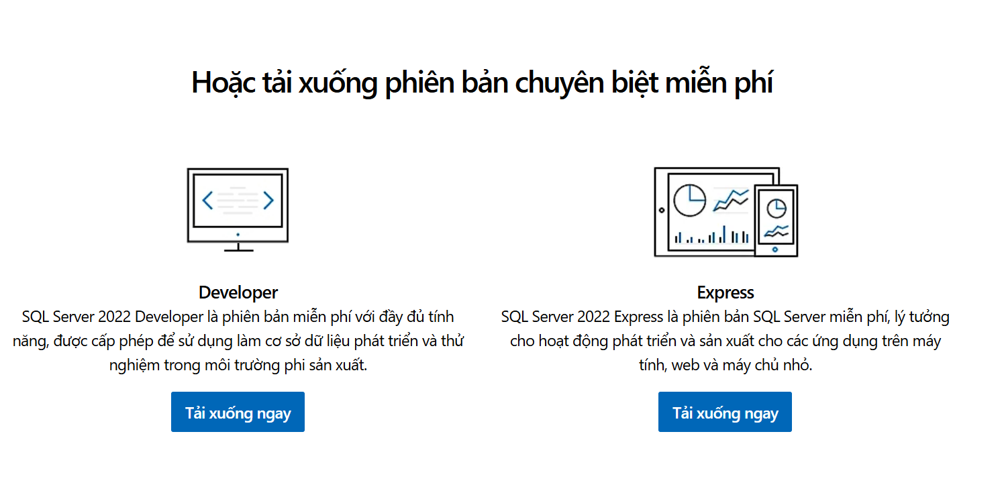 Hoặc tải xuống phiên bản chuyên biệt miễn phí
Developer
SQL Server 2022 Developer là phiên bản miễn phí với đầy đủ tính
năng, được cấp phép để sử dụng làm cơ sở dữ liệu phát triển và thử
nghiệm trong môi trường phi sản xuất.
Tải xuống ngay
Express
SQL Server 2022 Express là phiên bản SQL Server miễn phí, lý tưởng
cho hoạt động phát triển và sản xuất cho các ứng dụng trên máy
tính, web và máy chủ nhỏ.
Tải xuống ngay